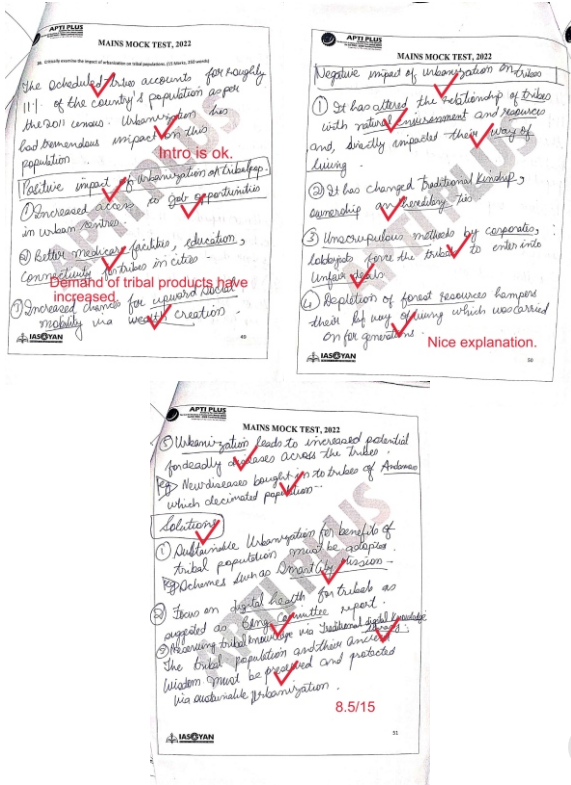 APTI PLUS
MAINS MOCK TEST, 2022
20. Critically examine the impact of urbanization on tribal populations. (15 Marks, 250 words)
The scheduled tribes accounts for roughly
11%. of the country's population as per
the 2011 census. Urbanization has
had tremendous impact on this
population
Intro is ok.
Positive impact of urbanization on tribal pop.
① Increased access to job opportunities
in urban centres.
② Better medicare facilities, education,
connectivity for tribes in cities.
Demand of tribal products have
increased
③ Increased chances for upward social
mobility via wealth creation.
IASGYAN
49
APTI PLUS
MAINS MOCK TEST, 2022
Negative impact of urbanization on tribes
① It has altered the relationship of tribes
with natural environment and resources
and, directly impacted their way of
living.
② It has changed traditional kinship,
ownership and hereditary ties
③ Unscrupulous methods by corporates,
lobbyists force the tribals to enter into
unfair deals
④ Depletion of forest resources hampers
their way of living which was carried
on for generations.
Nice explanation.
IASGYAN
50
APTI PLUS
MAINS MOCK TEST, 2022
⑤ Urbanization leads to increased potential
for deadly diseases across the Tribes.
Eg New diseases bought in to tribes of Andaman
which decimated population..
Solutions
① Sustainable Urbanization for benefits of
tribal population must be adopted.
Eg Schemes such as Smart City Mission
② Focus on digital health for tribals as
suggested as Committee report.
③ Preserving tribal knowledge via Traditional digital Knowledge
library.
The tribal population and their ancient
wisdom must be preserved and protected
via sustainable Urbanization.
8.5/15
IASGYAN
51
APTI PLUS
APTI PLUS
APTI PLUS